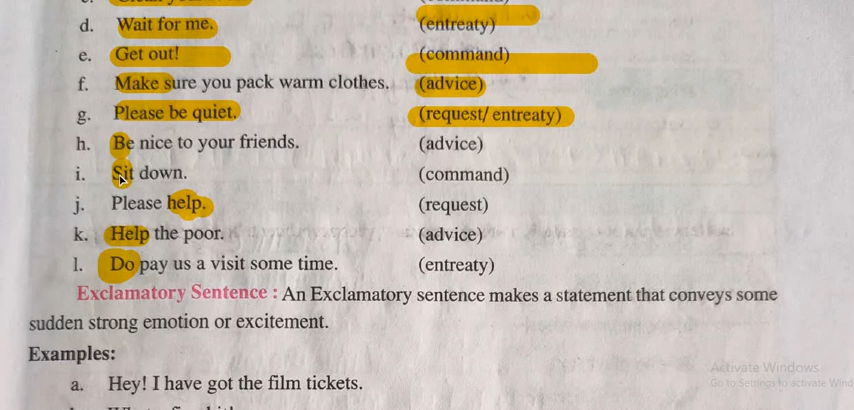 d. Wait for me. (entreaty)
e. Get out! (command)
f. Make sure you pack warm clothes. (advice)
g. Please be quiet. (request/ entreaty)
h. Be nice to your friends. (advice)
i. Sit down. (command)
j. Please help. (request)
k. Help the poor. (advice)
l. Do pay us a visit some time. (entreaty)
Exclamatory Sentence : An Exclamatory sentence makes a statement that conveys some
sudden strong emotion or excitement.
Examples:
a. Hey! I have got the film tickets.
Activate Windows
Go to Settings to activate Wind